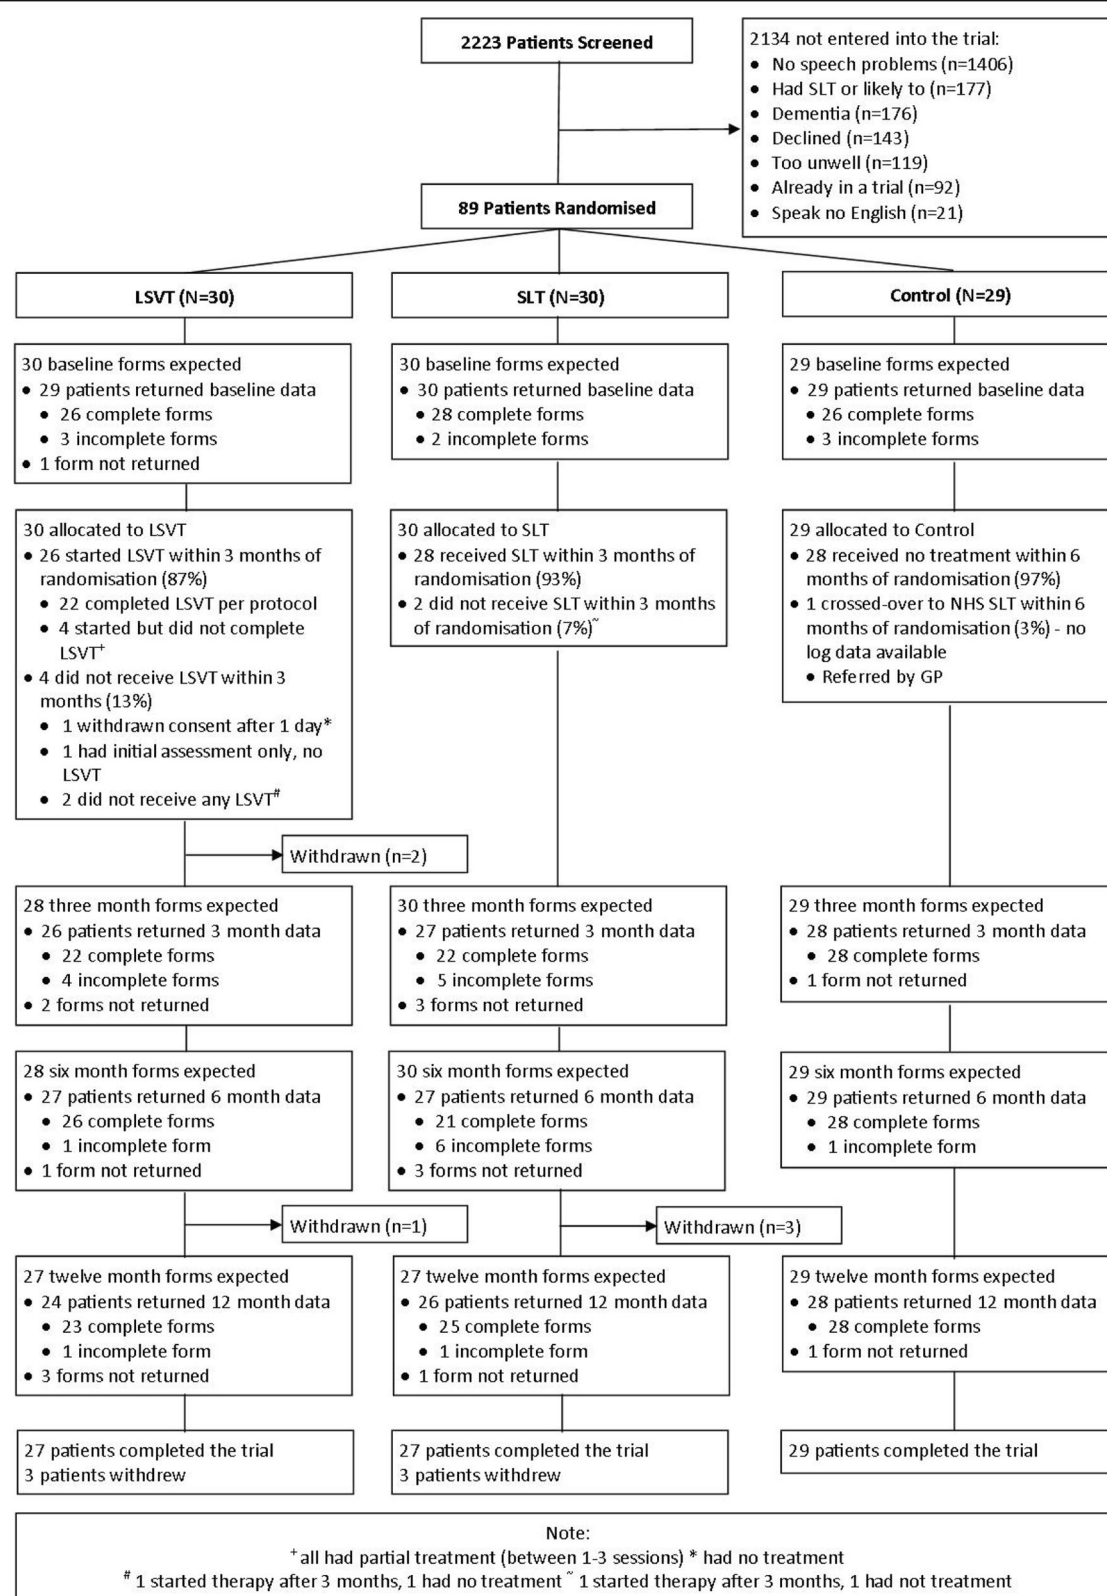 2223 Patients Screened
2134 not entered into the trial:
• No speech problems (n=1406)
• Had SLT or likely to (n=177)
• Dementia (n=176)
• Declined (n=143)
• Too unwell (n=119)
• Already in a trial (n=92)
• Speak no English (n=21)
89 Patients Randomised
LSVT (N=30)
SLT (N=30)
Control (N=29)
30 baseline forms expected
• 29 patients returned baseline data
• 26 complete forms
• 3 incomplete forms
• 1 form not returned
30 baseline forms expected
• 30 patients returned baseline data
• 28 complete forms
• 2 incomplete forms
29 baseline forms expected
• 29 patients returned baseline data
• 26 complete forms
• 3 incomplete forms
30 allocated to LSVT
• 26 started LSVT within 3 months of
randomisation (87%)
• 22 completed LSVT per protocol
• 4 started but did not complete
LSVT+
• 4 did not receive LSVT within 3
months (13%)
• 1 withdrawn consent after 1 day*
• 1 had initial assessment only, no
LSVT
• 2 did not receive any LSVT#
30 allocated to SLT
• 28 received SLT within 3 months of
randomisation (93%)
• 2 did not receive SLT within 3 months
of randomisation (7%)~
29 allocated to Control
• 28 received no treatment within 6
months of randomisation (97%)
• 1 crossed-over to NHS SLT within 6
months of randomisation (3%) - no
log data available
• Referred by GP
Withdrawn (n=2)
28 three month forms expected
• 26 patients returned 3 month data
• 22 complete forms
• 4 incomplete forms
• 2 forms not returned
30 three month forms expected
• 27 patients returned 3 month data
• 22 complete forms
• 5 incomplete forms
• 3 forms not returned
29 three month forms expected
• 28 patients returned 3 month data
• 28 complete forms
• 1 form not returned
28 six month forms expected
• 27 patients returned 6 month data
• 26 complete forms
• 1 incomplete form
• 1 form not returned
30 six month forms expected
• 27 patients returned 6 month data
• 21 complete forms
• 6 incomplete forms
• 3 forms not returned
29 six month forms expected
• 29 patients returned 6 month data
• 28 complete forms
• 1 incomplete form
Withdrawn (n=1)
Withdrawn (n=3)
27 twelve month forms expected
• 24 patients returned 12 month data
• 23 complete forms
• 1 incomplete form
• 3 forms not returned
27 twelve month forms expected
• 26 patients returned 12 month data
• 25 complete forms
• 1 incomplete form
• 1 form not returned
29 twelve month forms expected
• 28 patients returned 12 month data
• 28 complete forms
• 1 form not returned
27 patients completed the trial
3 patients withdrew
27 patients completed the trial
3 patients withdrew
29 patients completed the trial
Note:
+ all had partial treatment (between 1-3 sessions) * had no treatment
# 1 started therapy after 3 months, 1 had no treatment ~ 1 started therapy after 3 months, 1 had not treatment